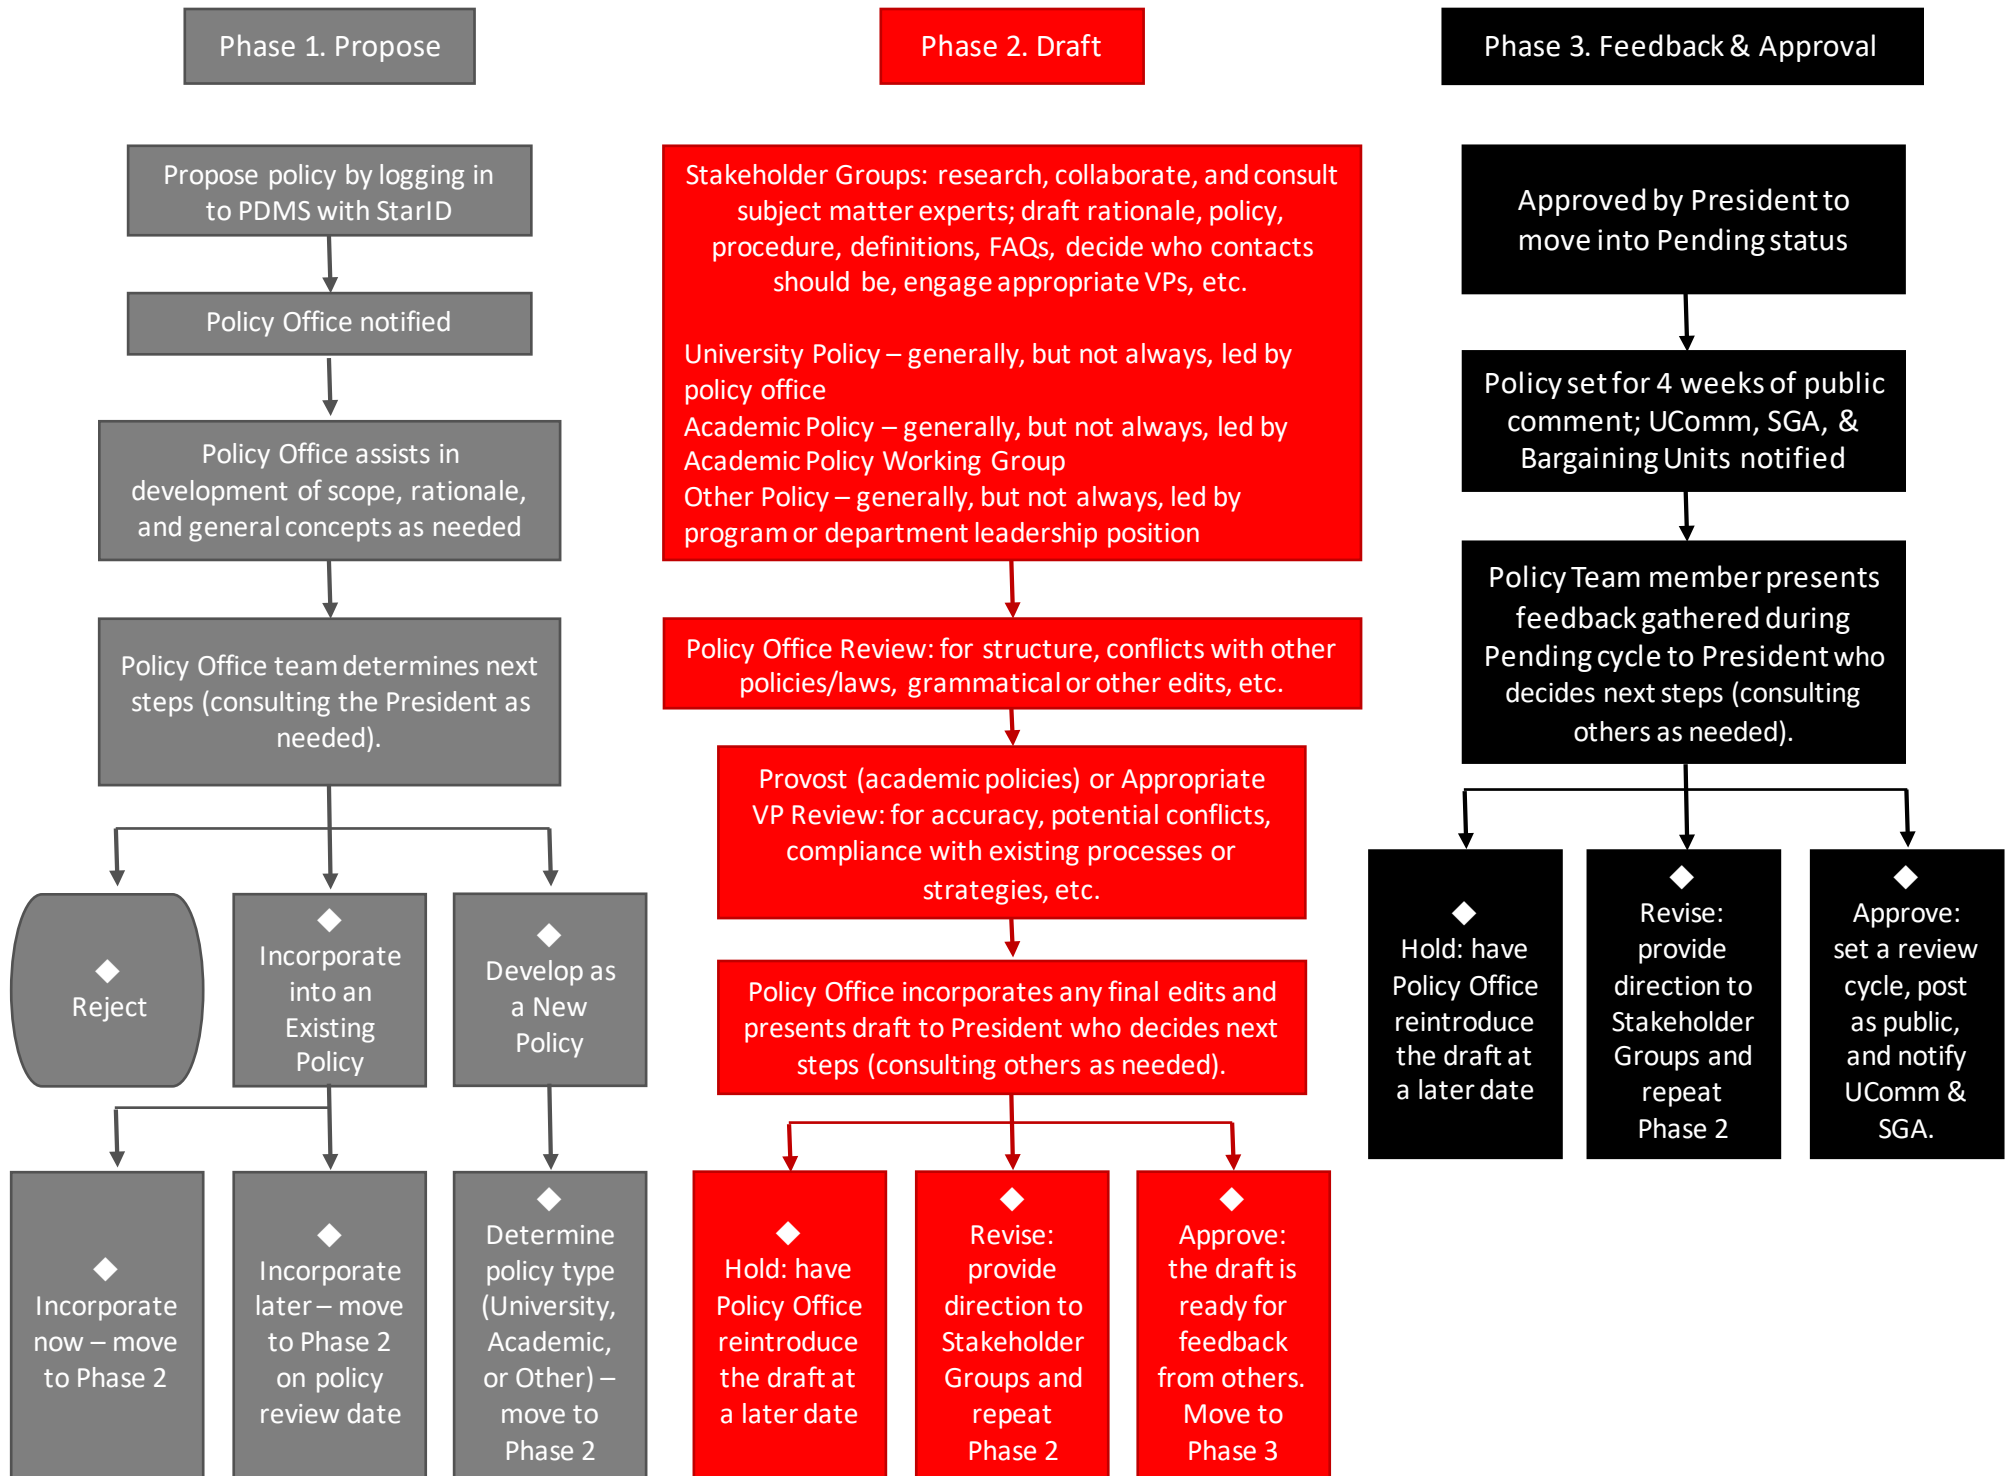 Phase 1. Propose
Propose policy by logging in
to PDMS with StarID
Policy Office notified
Policy Office assists in
development of scope, rationale,
and general concepts as needed
Policy Office team determines next
steps (consulting the President as
needed).
Reject
Incorporate
into an
Existing
Policy
Develop as
a New
Policy
Incorporate
now – move
to Phase 2
Incorporate
later – move
to Phase 2
on policy
review date
Determine
policy type
(University,
Academic,
or Other) –
move to
Phase 2
Phase 2. Draft
Stakeholder Groups: research, collaborate, and consult
subject matter experts; draft rationale, policy,
procedure, definitions, FAQs, decide who contacts
should be, engage appropriate VPs, etc.
University Policy – generally, but not always, led by
policy office
Academic Policy – generally, but not always, led by
Academic Policy Working Group
Other Policy – generally, but not always, led by
program or department leadership position
Policy Office Review: for structure, conflicts with other
policies/laws, grammatical or other edits, etc.
Provost (academic policies) or Appropriate
VP Review: for accuracy, potential conflicts,
compliance with existing processes or
strategies, etc.
Policy Office incorporates any final edits and
presents draft to President who decides next
steps (consulting others as needed).
Hold: have
Policy Office
reintroduce
the draft at
a later date
Revise:
provide
direction to
Stakeholder
Groups and
repeat
Phase 2
Approve:
the draft is
ready for
feedback
from others.
Move to
Phase 3
Phase 3. Feedback & Approval
Approved by President to
move into Pending status
Policy set for 4 weeks of public
comment; UComm, SGA, &
Bargaining Units notified
Policy Team member presents
feedback gathered during
Pending cycle to President who
decides next steps (consulting
others as needed).
Hold: have
Policy Office
reintroduce
the draft at
a later date
Revise:
provide
direction to
Stakeholder
Groups and
repeat
Phase 2
Approve:
set a review
cycle, post
as public,
and notify
UComm &
SGA.